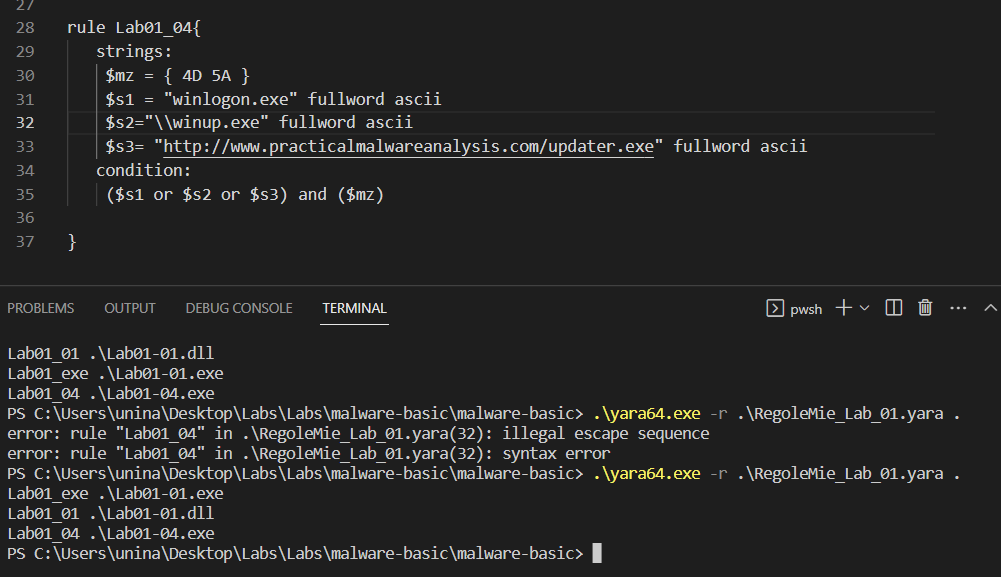 27
28 rule Lab01_04{
29 strings:
30 $mz = { 4D 5A }
31 $s1 = "winlogon.exe" fullword ascii
32 $s2="\\winup.exe" fullword ascii
33 $s3= "http://www.practicalmalwareanalysis.com/updater.exe" fullword ascii
34 condition:
35 ($s1 or $s2 or $s3) and ($mz)
36
37 }
PROBLEMS OUTPUT DEBUG CONSOLE TERMINAL pwsh
Lab01_01 .\Lab01-01.dll
Lab01_exe .\Lab01-01.exe
Lab01_04 .\Lab01-04.exe
PS C:\Users\unina\Desktop\Labs\Labs\malware-basic\malware-basic> .\yara64.exe -r .\RegoleMie_Lab_01.yara .
error: rule "Lab01_04" in .\RegoleMie_Lab_01.yara(32): illegal escape sequence
error: rule "Lab01_04" in .\RegoleMie_Lab_01.yara(32): syntax error
PS C:\Users\unina\Desktop\Labs\Labs\malware-basic\malware-basic> .\yara64.exe -r .\RegoleMie_Lab_01.yara .
Lab01_exe .\Lab01-01.exe
Lab01_01 .\Lab01-01.dll
Lab01_04 .\Lab01-04.exe
PS C:\Users\unina\Desktop\Labs\Labs\malware-basic\malware-basic>